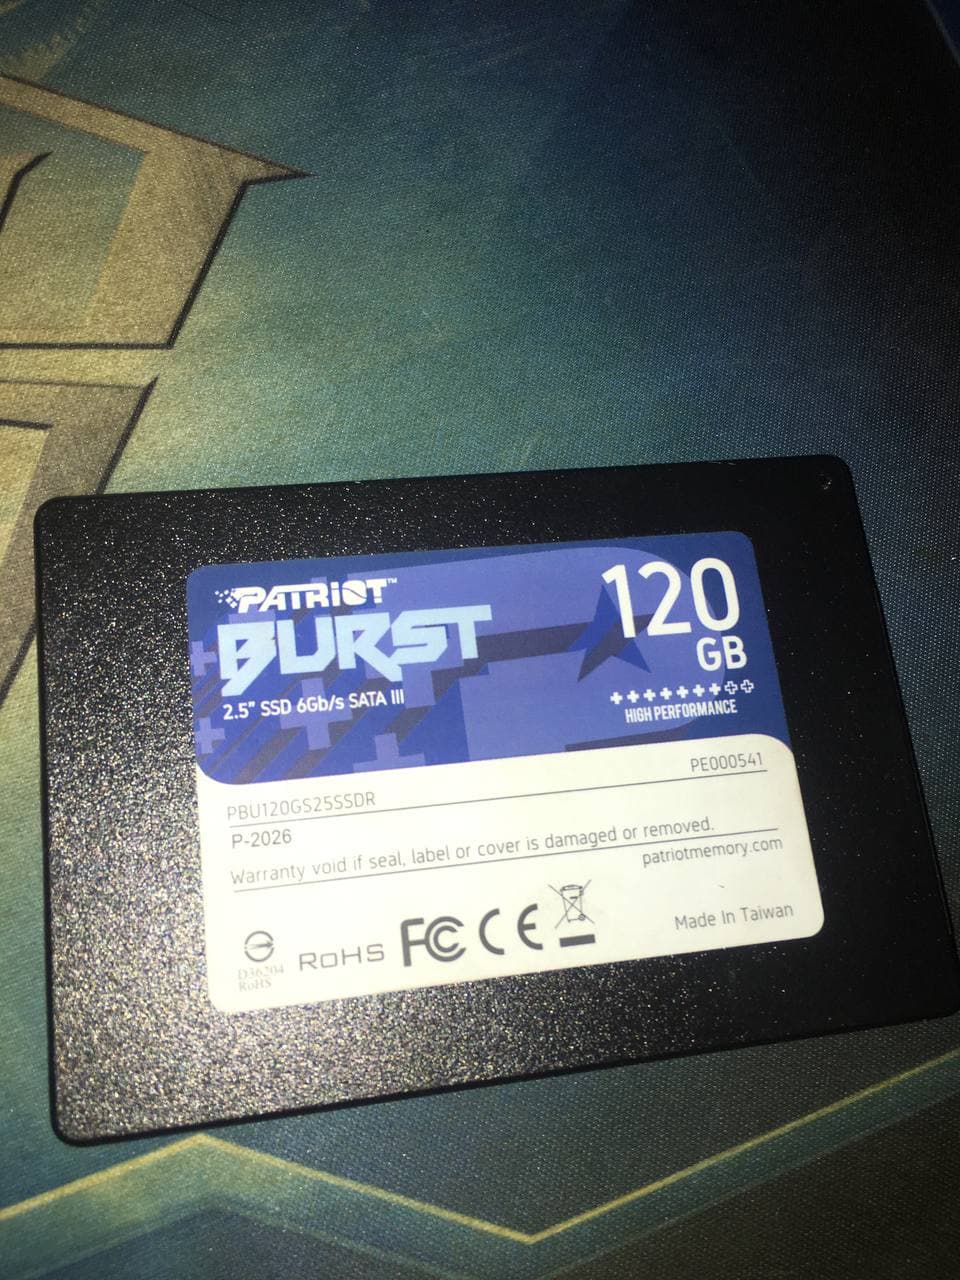 PATRIOT™
BURST
2.5" SSD 6Gb/s SATA III
120
GB
HIGH PERFORMANCE
PE000541
PBU120GS25SSDR
P-2026
Warranty void if seal, label or cover is damaged or removed.
patriotmemory.com
Made In Taiwan
D36204
RoHS
RoHS
FC CE